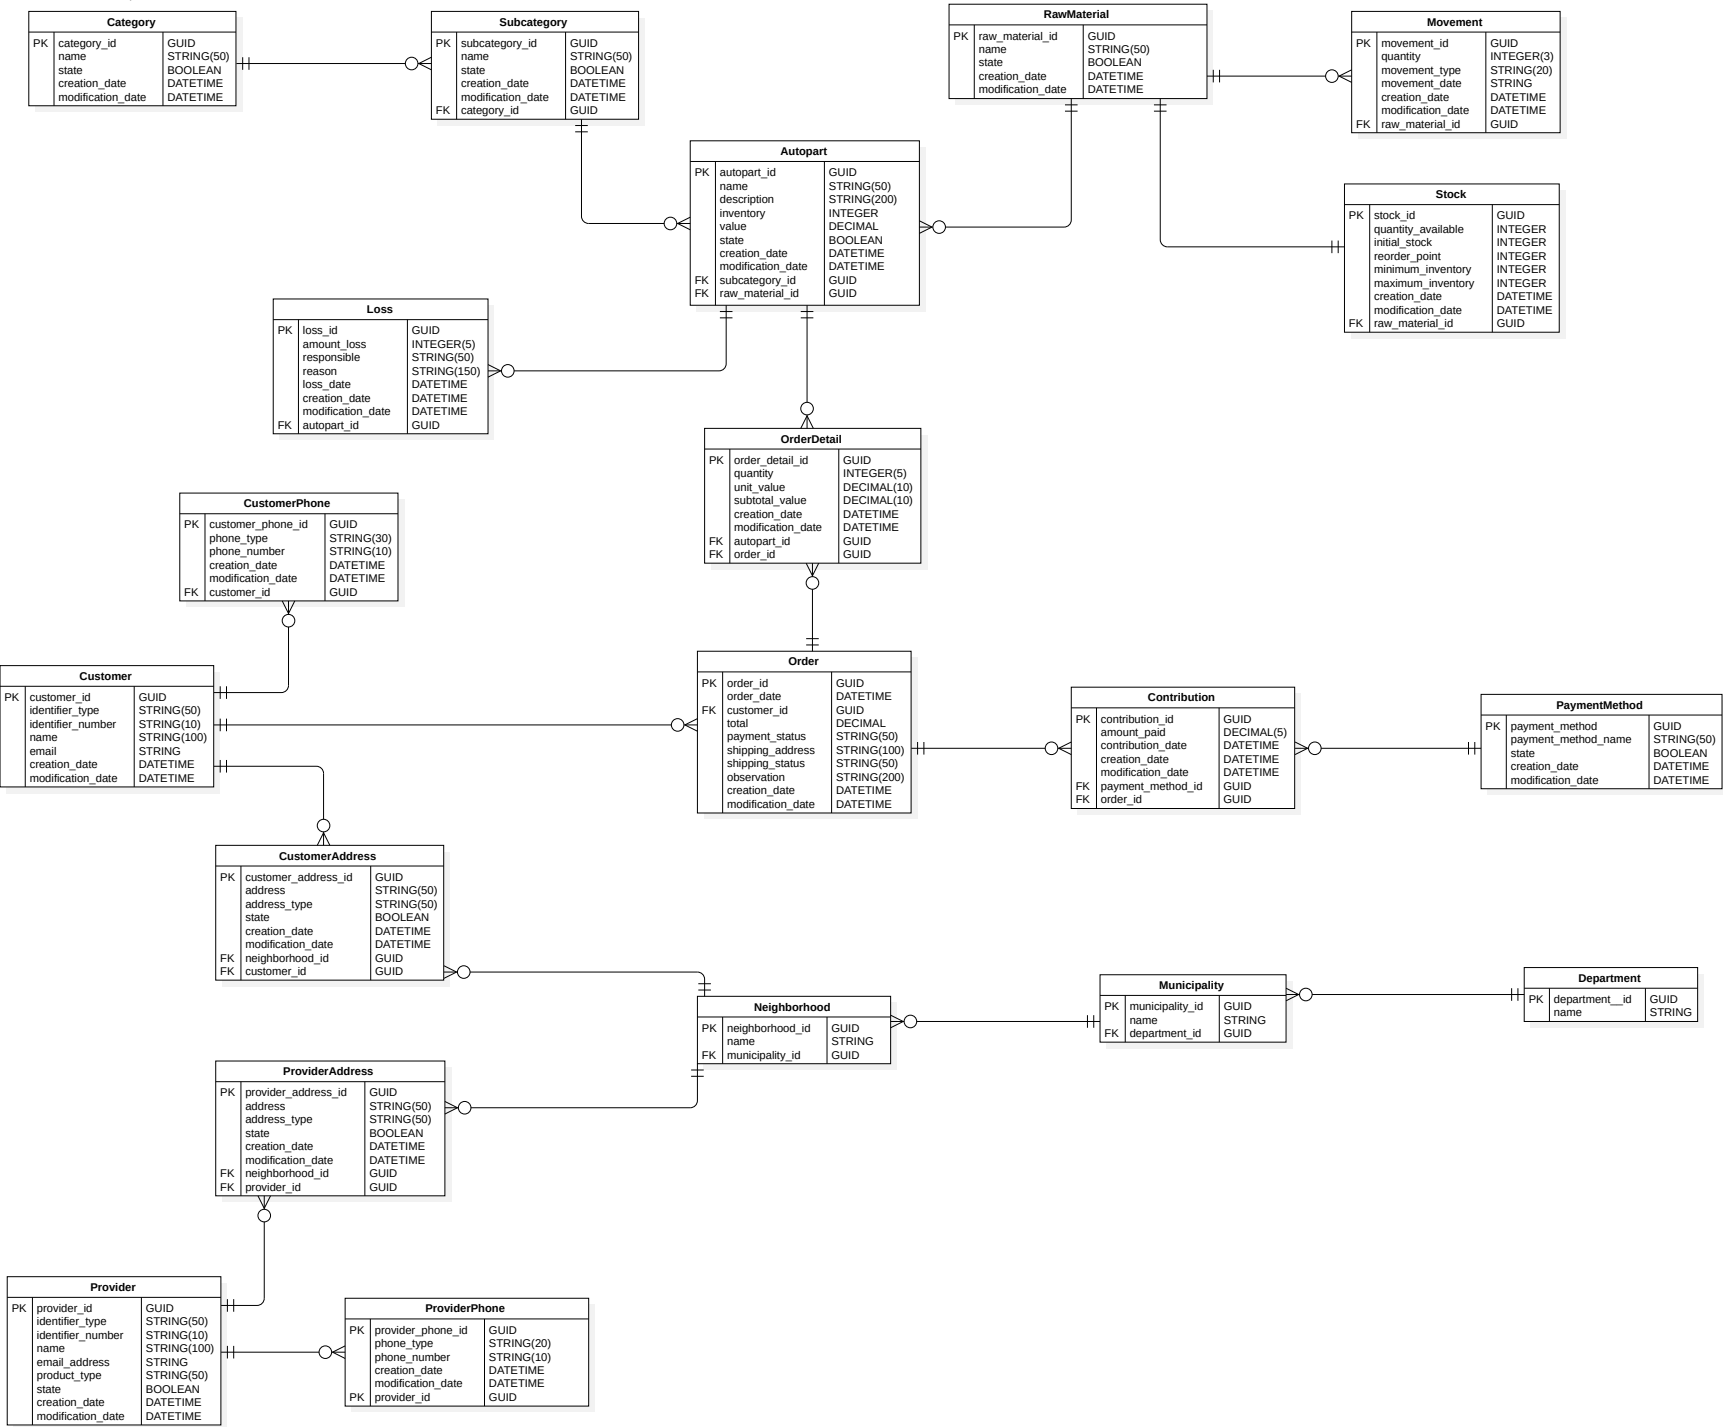 Category
PK category_id GUID
name STRING(50)
state BOOLEAN
creation_date DATETIME
modification_date DATETIME
Subcategory
PK subcategory_id GUID
name STRING(50)
state BOOLEAN
creation_date DATETIME
modification_date DATETIME
FK category_id GUID
RawMaterial
PK raw_material_id GUID
name STRING(50)
state BOOLEAN
creation_date DATETIME
modification_date DATETIME
Movement
PK movement_id GUID
quantity INTEGER(3)
movement_type STRING(20)
movement_date STRING
creation_date DATETIME
modification_date DATETIME
FK raw_material_id GUID
Autopart
PK autopart_id GUID
name STRING(50)
description STRING(200)
inventory INTEGER
value DECIMAL
state BOOLEAN
creation_date DATETIME
modification_date DATETIME
FK subcategory_id GUID
FK raw_material_id GUID
Stock
PK stock_id GUID
quantity_available INTEGER
initial_stock INTEGER
reorder_point INTEGER
minimum_inventory INTEGER
maximum_inventory INTEGER
creation_date DATETIME
modification_date DATETIME
FK raw_material_id GUID
Loss
PK loss_id GUID
amount_loss INTEGER(5)
responsible STRING(50)
reason STRING(150)
loss_date DATETIME
creation_date DATETIME
modification_date DATETIME
FK autopart_id GUID
OrderDetail
PK order_detail_id GUID
quantity INTEGER(5)
unit_value DECIMAL(10)
subtotal_value DECIMAL(10)
creation_date DATETIME
modification_date DATETIME
FK autopart_id GUID
FK order_id GUID
CustomerPhone
PK customer_phone_id GUID
phone_type STRING(30)
phone_number STRING(10)
creation_date DATETIME
modification_date DATETIME
FK customer_id GUID
Customer
PK customer_id GUID
identifier_type STRING(50)
identifier_number STRING(10)
name STRING(100)
email STRING
creation_date DATETIME
modification_date DATETIME
Order
PK order_id GUID
order_date DATETIME
FK customer_id GUID
total DECIMAL
payment_status STRING(50)
shipping_address STRING(100)
shipping_status STRING(50)
observation STRING(200)
creation_date DATETIME
modification_date DATETIME
Contribution
PK contribution_id GUID
amount_paid DECIMAL(5)
contribution_date DATETIME
creation_date DATETIME
modification_date DATETIME
FK payment_method_id GUID
FK order_id GUID
PaymentMethod
PK payment_method GUID
payment_method_name STRING(50)
state BOOLEAN
creation_date DATETIME
modification_date DATETIME
CustomerAddress
PK customer_address_id GUID
address STRING(50)
address_type STRING(50)
state BOOLEAN
creation_date DATETIME
modification_date DATETIME
FK neighborhood_id GUID
FK customer_id GUID
Neighborhood
PK neighborhood_id GUID
name STRING
FK municipality_id GUID
Municipality
PK municipality_id GUID
name STRING
FK department_id GUID
Department
PK department__id GUID
name STRING
ProviderAddress
PK provider_address_id GUID
address STRING(50)
address_type STRING(50)
state BOOLEAN
creation_date DATETIME
modification_date DATETIME
FK neighborhood_id GUID
FK provider_id GUID
Provider
PK provider_id GUID
identifier_type STRING(50)
identifier_number STRING(10)
name STRING(100)
email_address STRING
product_type STRING(50)
state BOOLEAN
creation_date DATETIME
modification_date DATETIME
ProviderPhone
PK provider_phone_id GUID
phone_type STRING(20)
phone_number STRING(10)
creation_date DATETIME
modification_date DATETIME
PK provider_id GUID